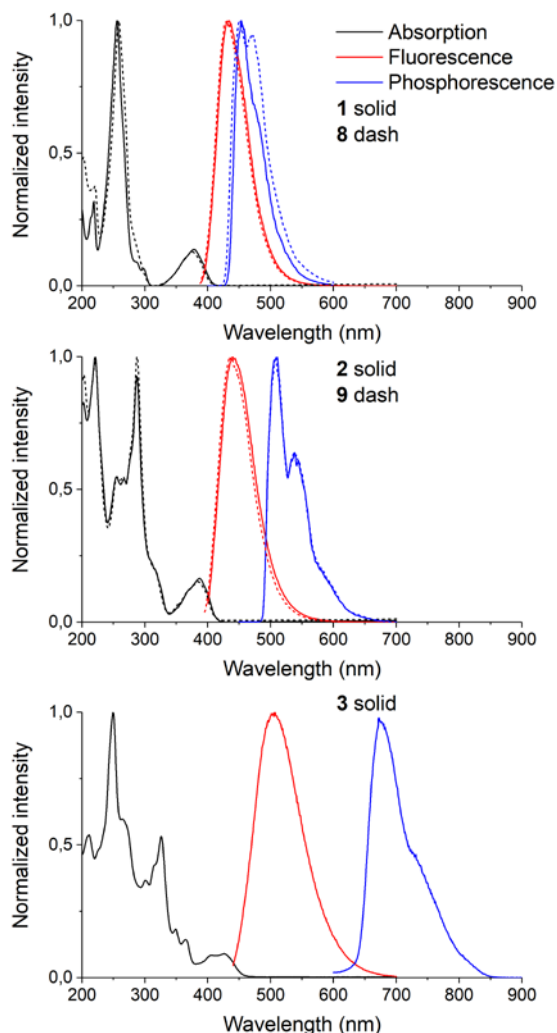 Absorption
Fluorescence
Phosphorescence
1 solid
8 dash
Normalized intensity
1,0
0,5
0,0
200 300 400 500 600 700 800 900
Wavelength (nm)
2 solid
9 dash
Normalized intensity
1,0
0,5
0,0
200 300 400 500 600 700 800 900
Wavelength (nm)
3 solid
Normalized intensity
1,0
0,5
0,0
200 300 400 500 600 700 800 900
Wavelength (nm)